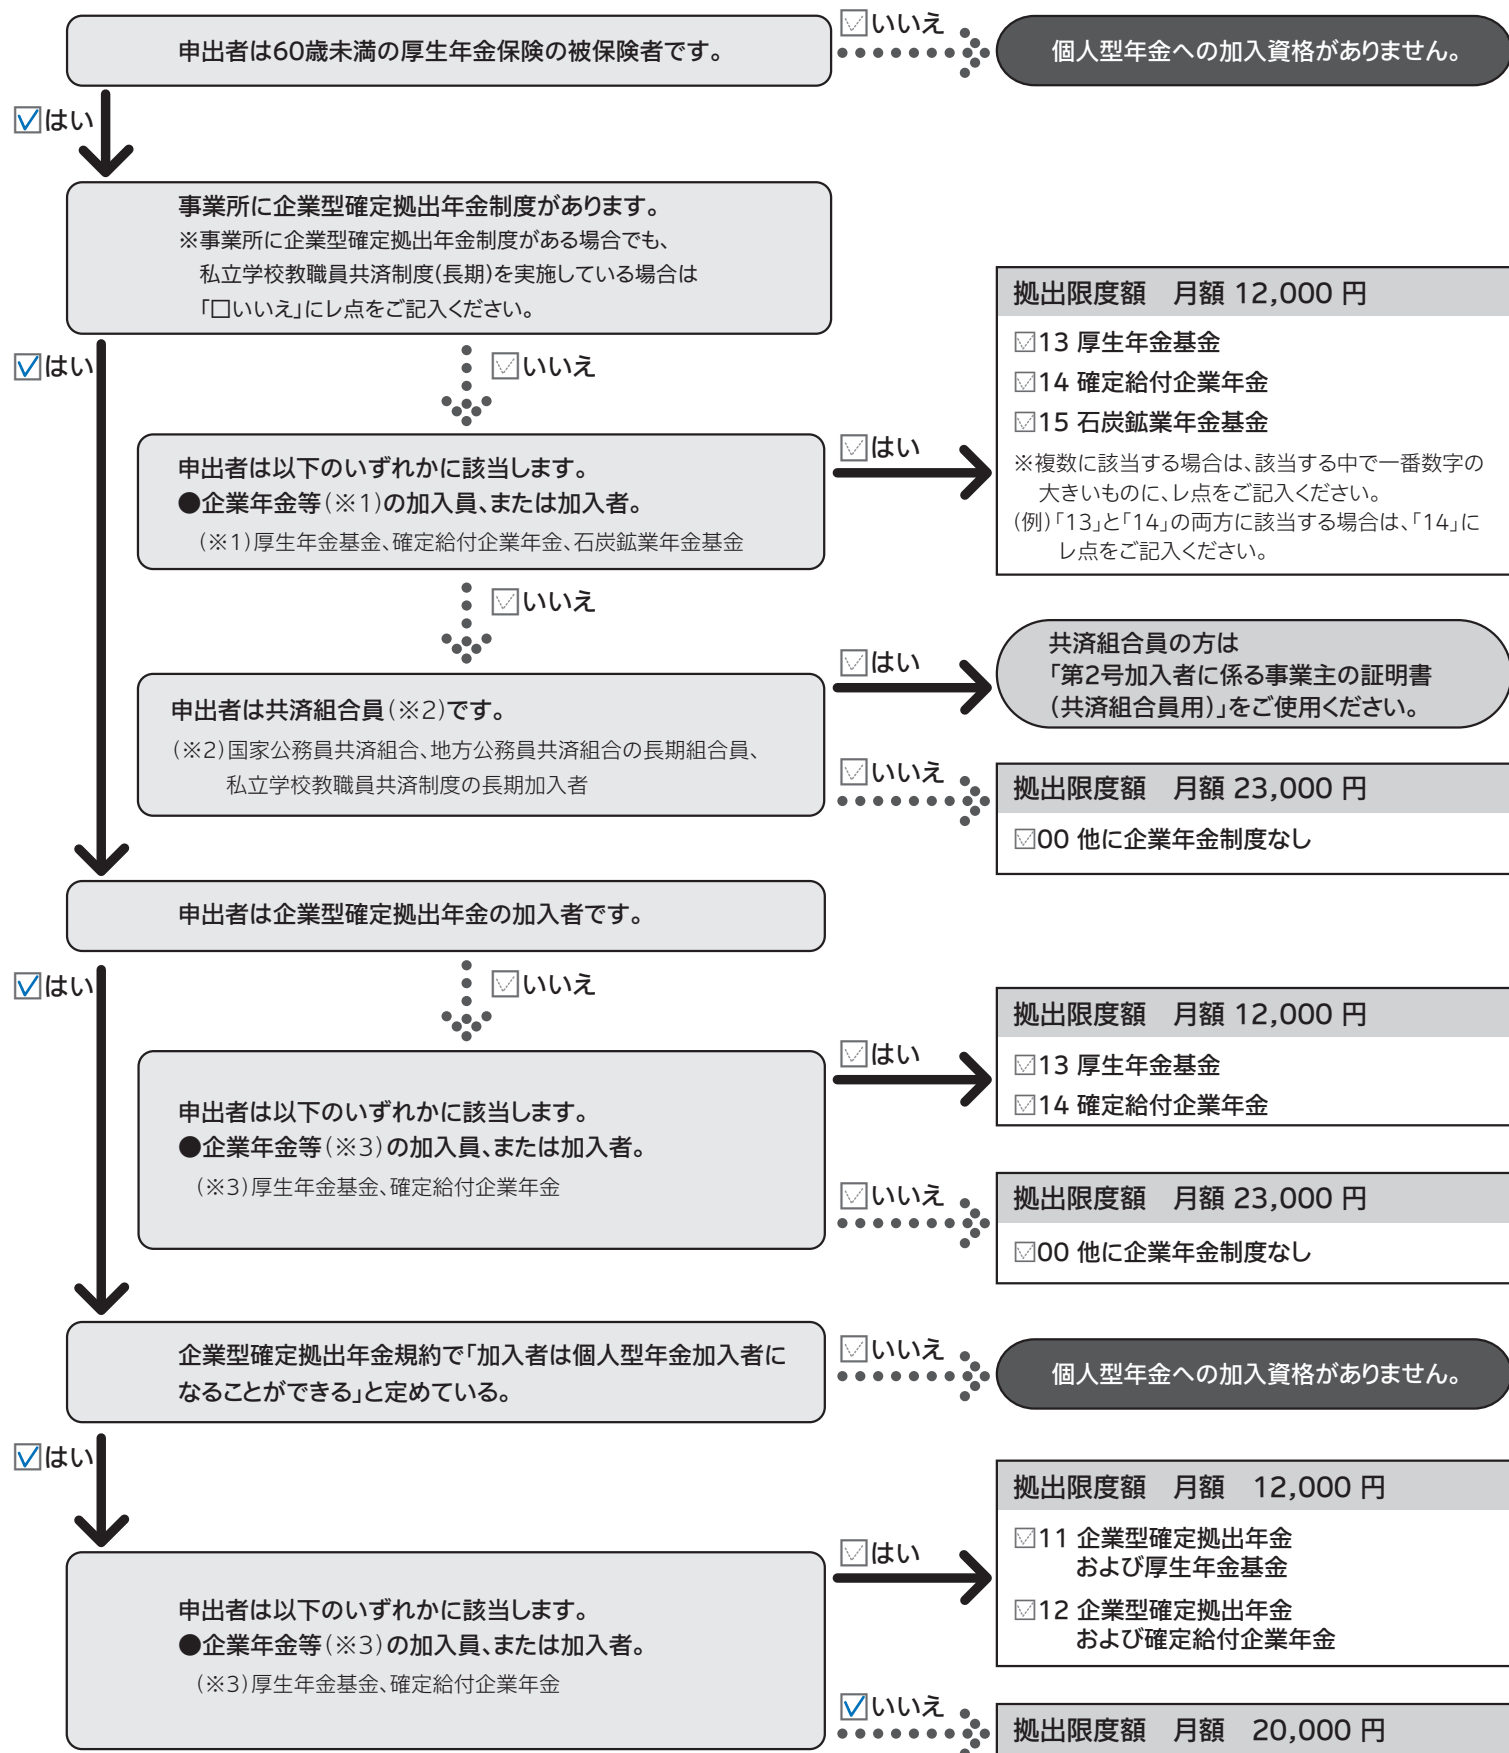 申出者は60歳未満の厚生年金保険の被保険者です。
いいえ
個人型年金への加入資格がありません。
はい
事業所に企業型確定拠出年金制度があります。
※事業所に企業型確定拠出年金制度がある場合でも、
私立学校教職員共済制度(長期)を実施している場合は
「□いいえ」にレ点をご記入ください。
はい
いいえ
申出者は以下のいずれかに該当します。
●企業年金等(※1)の加入員、または加入者。
(※1)厚生年金基金、確定給付企業年金、石炭鉱業年金基金
はい
拠出限度額 月額 12,000 円
13 厚生年金基金
14 確定給付企業年金
15 石炭鉱業年金基金
※複数に該当する場合は、該当する中で一番数字の
大きいものに、レ点をご記入ください。
(例)「13」と「14」の両方に該当する場合は、「14」に
レ点をご記入ください。
いいえ
申出者は共済組合員(※2)です。
(※2)国家公務員共済組合、地方公務員共済組合の長期組合員、
私立学校教職員共済制度の長期加入者
はい
共済組合員の方は
「第2号加入者に係る事業主の証明書
(共済組合員用)」をご使用ください。
いいえ
拠出限度額 月額 23,000 円
00 他に企業年金制度なし
申出者は企業型確定拠出年金の加入者です。
はい
いいえ
申出者は以下のいずれかに該当します。
●企業年金等(※3)の加入員、または加入者。
(※3)厚生年金基金、確定給付企業年金
はい
拠出限度額 月額 12,000 円
13 厚生年金基金
14 確定給付企業年金
いいえ
拠出限度額 月額 23,000 円
00 他に企業年金制度なし
企業型確定拠出年金規約で「加入者は個人型年金加入者に
なることができる」と定めている。
いいえ
個人型年金への加入資格がありません。
はい
申出者は以下のいずれかに該当します。
●企業年金等(※3)の加入員、または加入者。
(※3)厚生年金基金、確定給付企業年金
はい
拠出限度額 月額 12,000 円
11 企業型確定拠出年金
および厚生年金基金
12 企業型確定拠出年金
および確定給付企業年金
いいえ
拠出限度額 月額 20,000 円